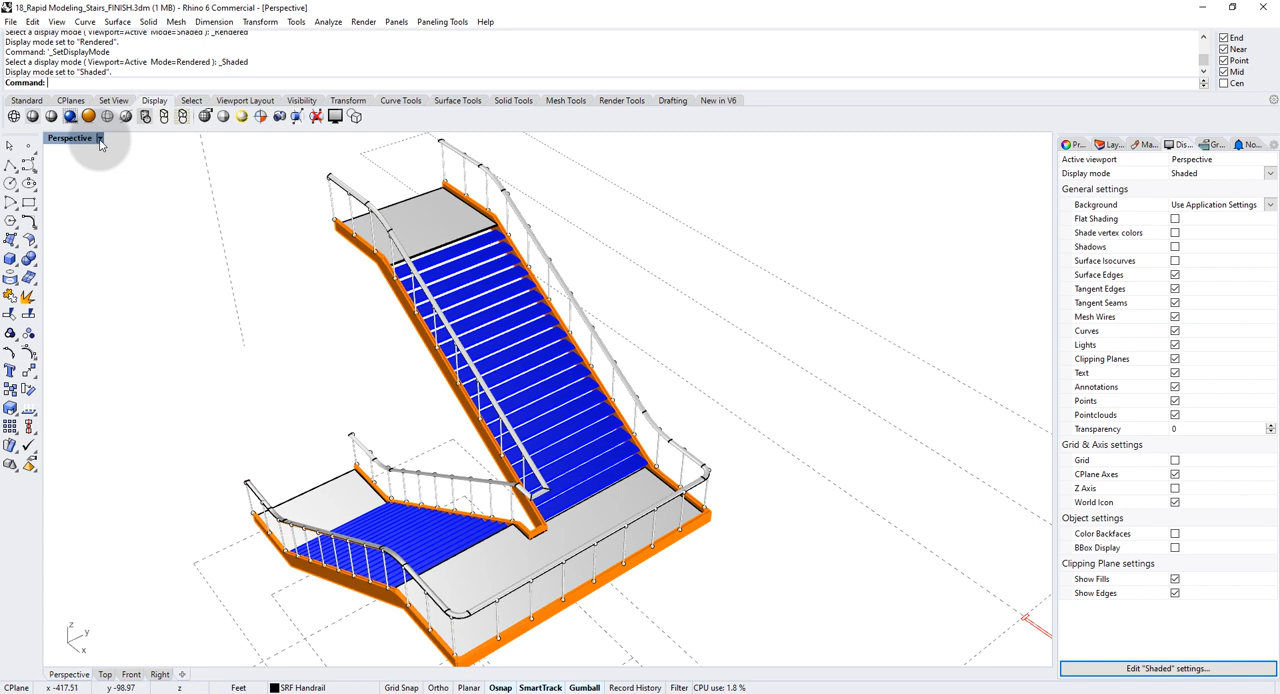 18_Rapid Modeling_Stairs_FINISH.3dm (1 MB) - Rhino 6 Commercial - [Perspective]
File Edit View Curve Surface Solid Mesh Dimension Transform Tools Analyze Render Panels Paneling Tools Help
Select a display mode ( Viewport=Active Mode=Shaded ): _Rendered
Display mode set to "Rendered".
Command: '_SetDisplayMode
Select a display mode ( Viewport=Active Mode=Rendered ): _Shaded
Display mode set to "Shaded".
Command:
End
Near
Point
Mid
Cen
Standard CPlanes Set View Display Select Viewport Layout Visibility Transform Curve Tools Surface Tools Solid Tools Mesh Tools Render Tools Drafting New in V6
Perspective
Pr... Lay... Ma... Dis... Gr... No...
Active viewport Perspective
Display mode Shaded
General settings
Background Use Application Settings
Flat Shading
Shade vertex colors
Shadows
Surface Isocurves
Surface Edges
Tangent Edges
Tangent Seams
Mesh Wires
Curves
Lights
Clipping Planes
Text
Annotations
Points
Pointclouds
Transparency 0
Grid & Axis settings
Grid
CPlane Axes
Z Axis
World Icon
Object settings
Color Backfaces
BBox Display
Clipping Plane settings
Show Fills
Show Edges
z
y
x
Edit "Shaded" settings...
Perspective Top Front Right
CPlane x -417.51 y -98.97 z Feet SRF Handrail Grid Snap Ortho Planar Osnap SmartTrack Gumball Record History Filter CPU use: 1.8 %